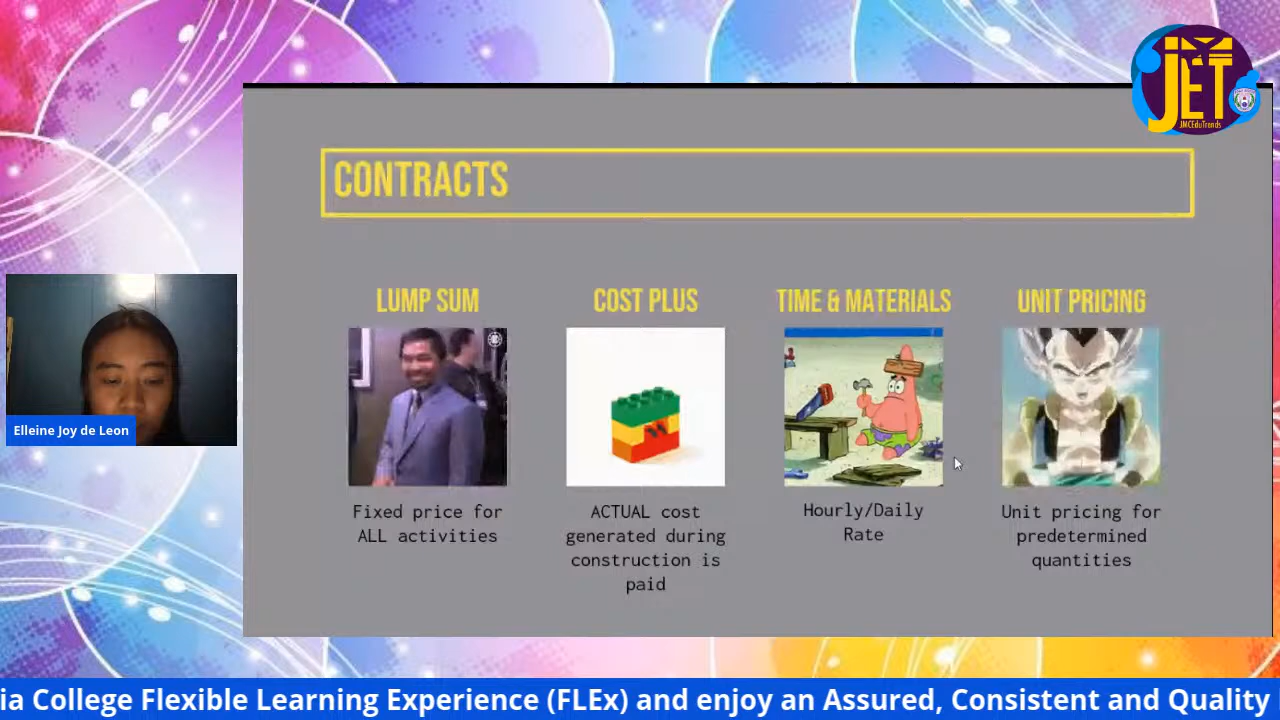 JET
JMCEduTrends
CONTRACTS
LUMP SUM
COST PLUS
TIME & MATERIALS
UNIT PRICING
Fixed price for
ALL activities
ACTUAL cost
generated during
construction is
paid
Hourly/Daily
Rate
Unit pricing for
predetermined
quantities
Elleine Joy de Leon
ia College Flexible Learning Experience (FLEx) and enjoy an Assured, Consistent and Quality